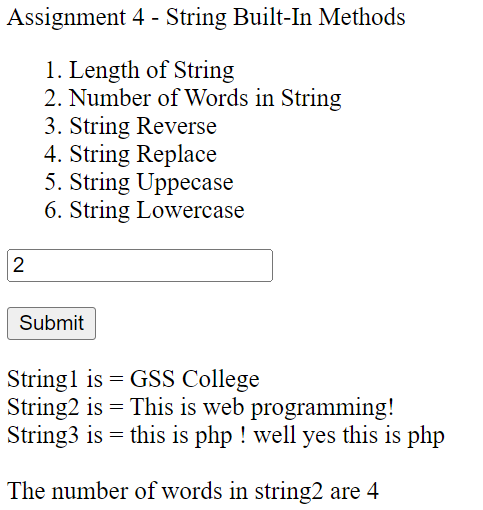 Assignment 4 - String Built-In Methods
1. Length of String
2. Number of Words in String
3. String Reverse
4. String Replace
5. String Uppecase
6. String Lowercase
2
Submit
String1 is = GSS College
String2 is = This is web programming!
String3 is = this is php ! well yes this is php
The number of words in string2 are 4